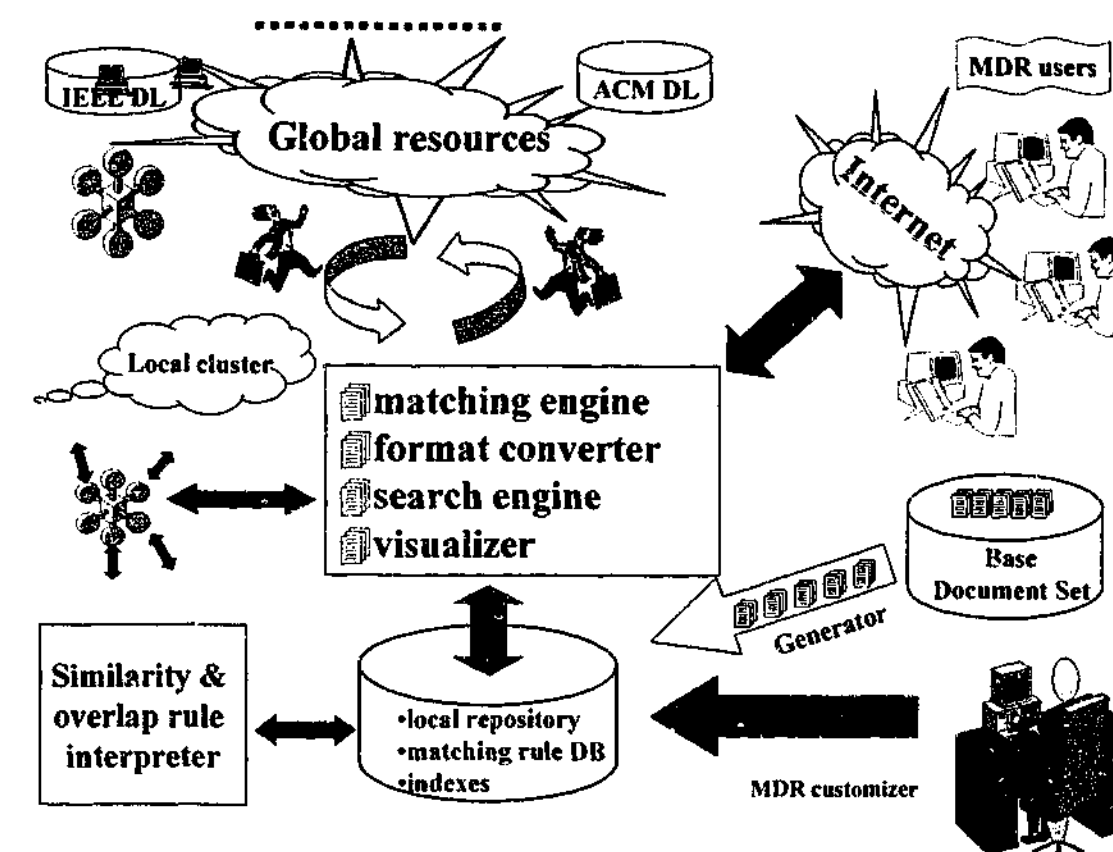 IEEE DL
Global resources
ACM DL
MDR users
Internet
Local cluster
matching engine
format converter
search engine
visualizer
Base
Document Set
Generator
Similarity &
overlap rule
interpreter
•local repository
•matching rule DB
•indexes
MDR customizer